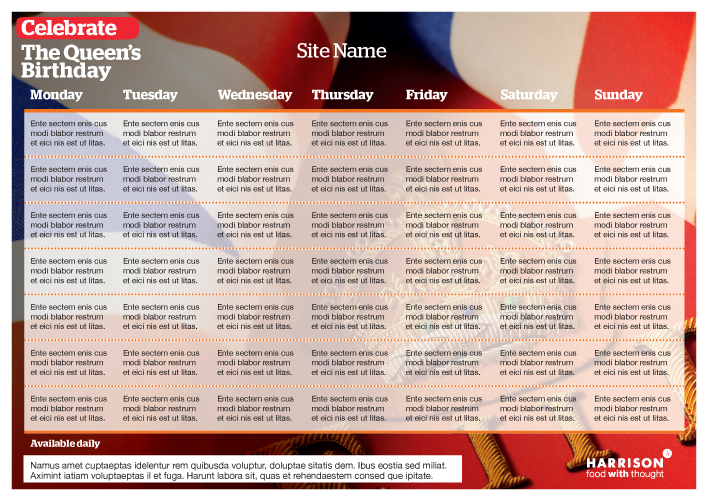 Celebrate
The Queen's
Birthday
Site Name
Monday Tuesday Wednesday Thursday Friday Saturday Sunday
Ente sectem enis cus Ente sectem enis cus Ente sectem enis cus Ente sectem enis cus Ente sectem enis cus Ente sectem enis cus Ente sectem enis cus
modi blabor restrum modi blabor restrum modi blabor restrum modi blabor restrum modi blabor restrum modi blabor restrum modi blabor restrum
et eici nis est ut litas. et eici nis est ut litas. et eici nis est ut litas. et eici nis est ut litas. et eici nis est ut litas. et eici nis est ut litas. et eici nis est ut litas.
Ente sectem enis cus Ente sectem enis cus Ente sectem enis cus Ente sectem enis cus Ente sectem enis cus Ente sectem enis cus Ente sectem enis cus
modi blabor restrum modi blabor restrum modi blabor restrum modi blabor restrum modi blabor restrum modi blabor restrum modi blabor restrum
et eici nis est ut litas. et eici nis est ut litas. et eici nis est ut litas. et eici nis est ut litas. et eici nis est ut litas. et eici nis est ut litas. et eici nis est ut litas.
Ente sectem enis cus Ente sectem enis cus Ente sectem enis cus Ente sectem enis cus Ente sectem enis cus Ente sectem enis cus Ente sectem enis cus
modi blabor restrum modi blabor restrum modi blabor restrum modi blabor restrum modi blabor restrum modi blabor restrum modi blabor restrum
et eici nis est ut litas. et eici nis est ut litas. et eici nis est ut litas. et eici nis est ut litas. et eici nis est ut litas. et eici nis est ut litas. et eici nis est ut litas.
Ente sectem enis cus Ente sectem enis cus Ente sectem enis cus Ente sectem enis cus Ente sectem enis cus Ente sectem enis cus Ente sectem enis cus
modi blabor restrum modi blabor restrum modi blabor restrum modi blabor restrum modi blabor restrum modi blabor restrum modi blabor restrum
et eici nis est ut litas. et eici nis est ut litas. et eici nis est ut litas. et eici nis est ut litas. et eici nis est ut litas. et eici nis est ut litas. et eici nis est ut litas.
Ente sectem enis cus Ente sectem enis cus Ente sectem enis cus Ente sectem enis cus Ente sectem enis cus Ente sectem enis cus Ente sectem enis cus
modi blabor restrum modi blabor restrum modi blabor restrum modi blabor restrum modi blabor restrum modi blabor restrum modi blabor restrum
et eici nis est ut litas. et eici nis est ut litas. et eici nis est ut litas. et eici nis est ut litas. et eici nis est ut litas. et eici nis est ut litas. et eici nis est ut litas.
Ente sectem enis cus Ente sectem enis cus Ente sectem enis cus Ente sectem enis cus Ente sectem enis cus Ente sectem enis cus Ente sectem enis cus
modi blabor restrum modi blabor restrum modi blabor restrum modi blabor restrum modi blabor restrum modi blabor restrum modi blabor restrum
et eici nis est ut litas. et eici nis est ut litas. et eici nis est ut litas. et eici nis est ut litas. et eici nis est ut litas. et eici nis est ut litas. et eici nis est ut litas.
Ente sectem enis cus Ente sectem enis cus Ente sectem enis cus Ente sectem enis cus Ente sectem enis cus Ente sectem enis cus Ente sectem enis cus
modi blabor restrum modi blabor restrum modi blabor restrum modi blabor restrum modi blabor restrum modi blabor restrum modi blabor restrum
et eici nis est ut litas. et eici nis est ut litas. et eici nis est ut litas. et eici nis est ut litas. et eici nis est ut litas. et eici nis est ut litas. et eici nis est ut litas.
Available daily
Namus amet cuptaeptas idelentur rem quibusda voluptur, doluptae sitatis dem. Ibus eostia sed miliat.
Aximint iatiam voluptaeptas il et fuga. Harunt labora sit, quas et rehendaestem consed que ipitate.
HARRISON
food with thought